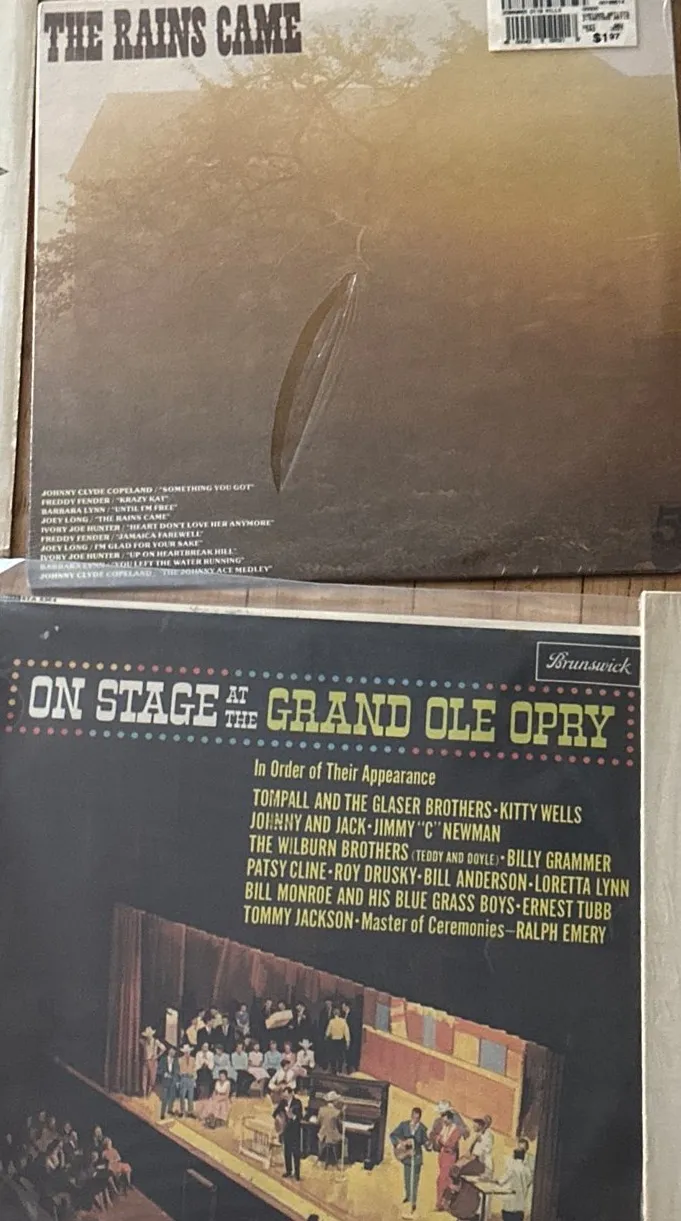 THE RAINS CAME
$1.97
JOHNNY CLYDE COPELAND / "SOMETHING YOU GOT"
FREDDY FENDER / "KRAZY KAT"
BARBARA LYNN / "UNTIL I'M FREE"
JOEY LONG / "THE RAINS CAME"
IVORY JOE HUNTER / "HEART DON'T LOVE HER ANYMORE"
FREDDY FENDER / "JAMAICA FAREWELL"
JOEY LONG / I'M GLAD FOR YOUR SAKE"
IVORY JOE HUNTER / "UP ON HEARTBREAK HILL"
BARBARA LYNN / "YOU LEFT THE WATER RUNNING"
JOHNNY CLYDE COPELAND / "THE JOHNNY ACE MEDLEY"
Brunswick
ON STAGE AT THE GRAND OLE OPRY
In Order of Their Appearance
TOMPALL AND THE GLASER BROTHERS • KITTY WELLS
JOHNNY AND JACK • JIMMY "C" NEWMAN
THE WILBURN BROTHERS (TEDDY AND DOYLE) • BILLY GRAMMER
PATSY CLINE • ROY DRUSKY • BILL ANDERSON • LORETTA LYNN
BILL MONROE AND HIS BLUE GRASS BOYS • ERNEST TUBB
TOMMY JACKSON • Master of Ceremonies—RALPH EMERY